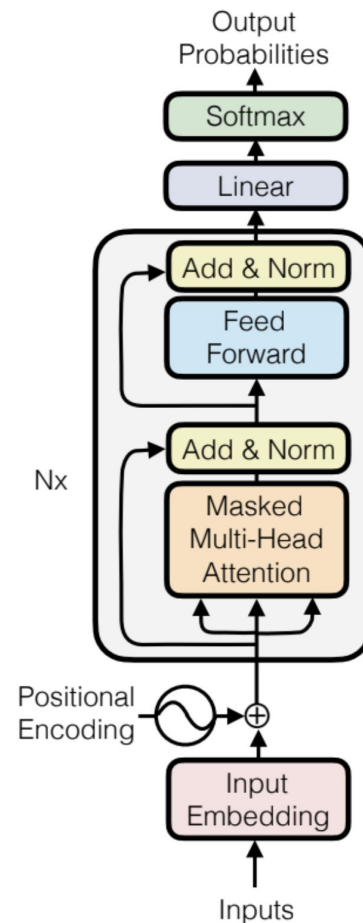 Output
Probabilities
Softmax
Linear
Add & Norm
Feed
Forward
Add & Norm
Nx
Masked
Multi-Head
Attention
Positional
Encoding
Input
Embedding
Inputs